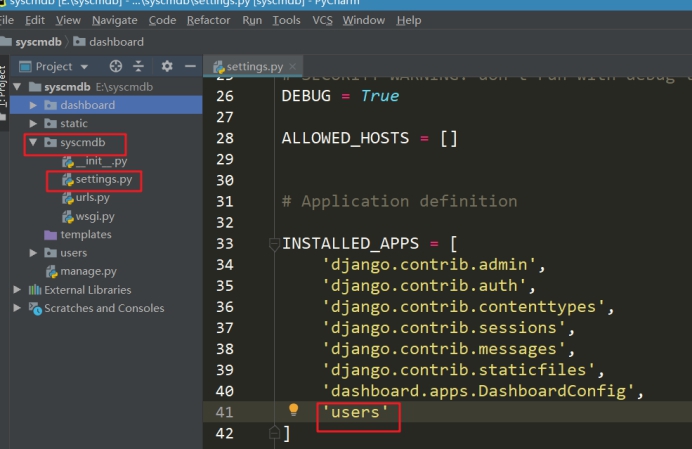 syscmdb [E:\syscmdb] - ...\syscmdb\settings.py [syscmdb] - PyCharm
File Edit View Navigate Code Refactor Run Tools VCS Window Help
syscmdb dashboard
1: Project
Project
settings.py
syscmdb E:\syscmdb
dashboard
static
syscmdb
__init__.py
settings.py
urls.py
wsgi.py
templates
users
manage.py
External Libraries
Scratches and Consoles
25 # SECURITY WARNING: don't run with debug t
26 DEBUG = True
27
28 ALLOWED_HOSTS = []
29
30
31 # Application definition
32
33 INSTALLED_APPS = [
34 'django.contrib.admin',
35 'django.contrib.auth',
36 'django.contrib.contenttypes',
37 'django.contrib.sessions',
38 'django.contrib.messages',
39 'django.contrib.staticfiles',
40 'dashboard.apps.DashboardConfig',
41 'users'
42 ]